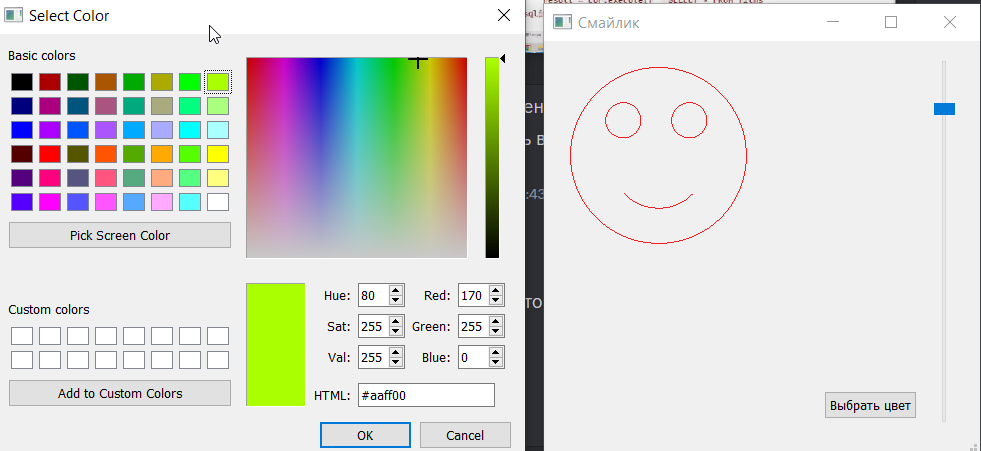 Select Color
Basic colors
Pick Screen Color
Custom colors
Add to Custom Colors
Hue: 80
Red: 170
Sat: 255
Green: 255
Val: 255
Blue: 0
HTML: #aaff00
OK
Cancel
Смайлик
Выбрать цвет